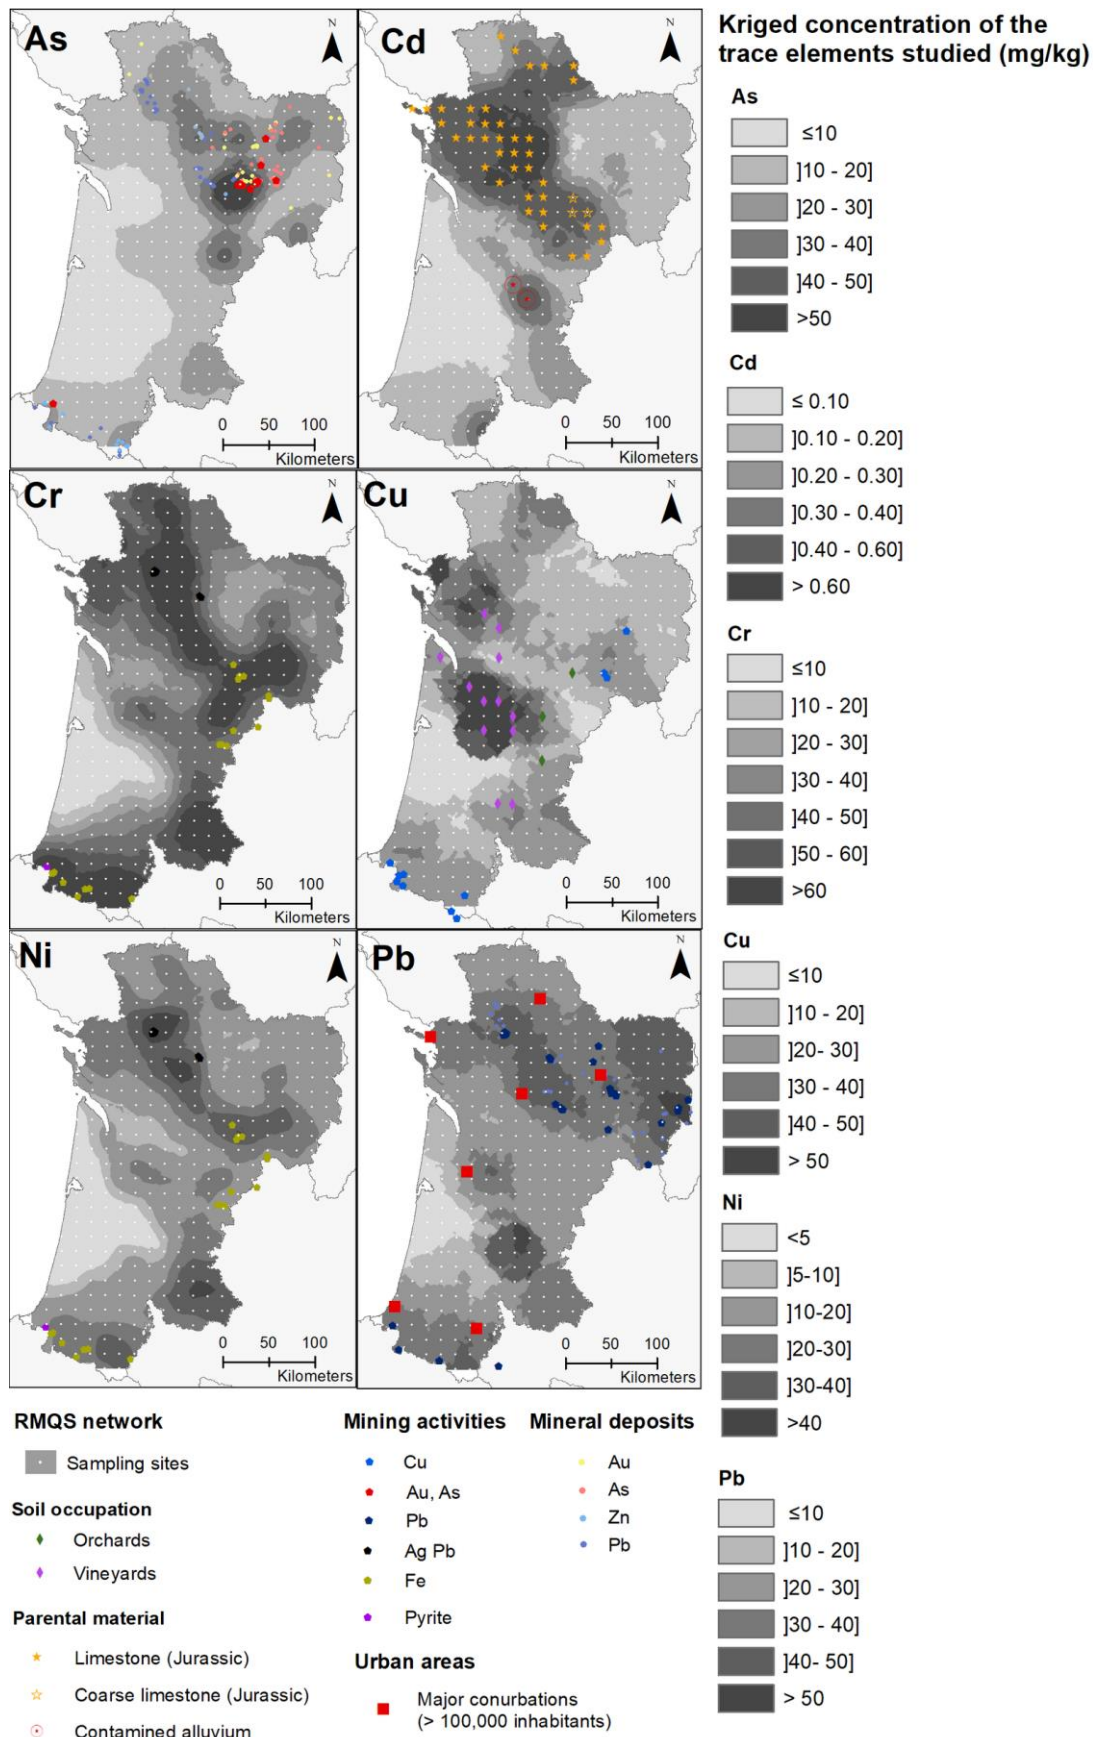 As
N
0 50 100
Kilometers
Cd
N
0 50 100
Kilometers
Cr
N
0 50 100
Kilometers
Cu
N
0 50 100
Kilometers
Ni
N
0 50 100
Kilometers
Pb
N
0 50 100
Kilometers
Kriged concentration of the
trace elements studied (mg/kg)
As
≤10
]10 - 20]
]20 - 30]
]30 - 40]
]40 - 50]
>50
Cd
≤ 0.10
]0.10 - 0.20]
]0.20 - 0.30]
]0.30 - 0.40]
]0.40 - 0.60]
> 0.60
Cr
≤10
]10 - 20]
]20 - 30]
]30 - 40]
]40 - 50]
]50 - 60]
>60
Cu
≤10
]10 - 20]
]20- 30]
]30 - 40]
]40 - 50]
> 50
Ni
<5
]5-10]
]10-20]
]20-30]
]30-40]
>40
Pb
≤10
]10 - 20]
]20 - 30]
]30 - 40]
]40- 50]
> 50
RMQS network
Sampling sites
Soil occupation
Orchards
Vineyards
Parental material
Limestone (Jurassic)
Coarse limestone (Jurassic)
Contamined alluvium
Mining activities
Cu
Au, As
Pb
Ag Pb
Fe
Pyrite
Urban areas
Major conurbations
(> 100,000 inhabitants)
Mineral deposits
Au
As
Zn
Pb